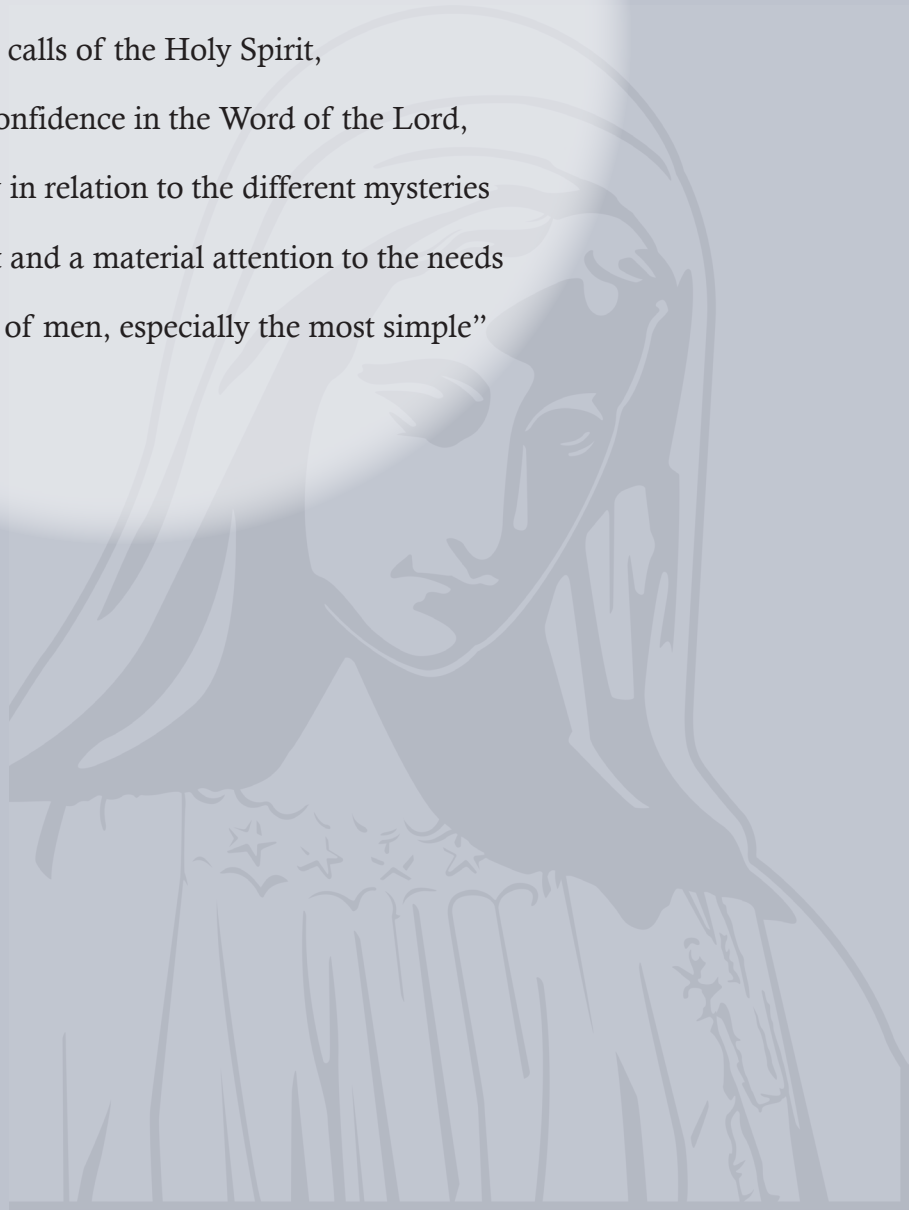 calls of the Holy Spirit,
onfidence in the Word of the Lord,
in relation to the different mysteries
and a material attention to the needs
of men, especially the most simple”